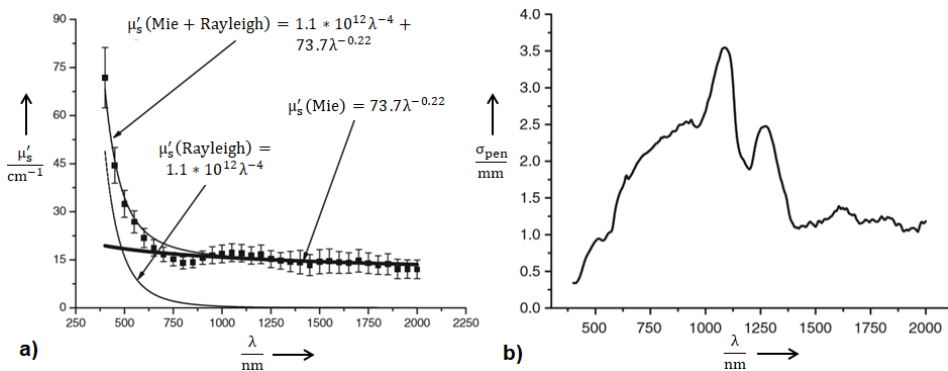 90
75
60
45
30
15
0
μ′s
cm⁻¹
μ′s(Mie + Rayleigh) = 1.1 * 10¹²λ⁻⁴ +
73.7λ⁻⁰·²²
μ′s(Mie) = 73.7λ⁻⁰·²²
μ′s(Rayleigh) =
1.1 * 10¹²λ⁻⁴
250 500 750 1000 1250 1500 1750 2000 2250
λ
nm
a)
4.0
3.5
3.0
2.5
2.0
1.5
1.0
0.5
0.0
σpen
mm
500 750 1000 1250 1500 1750 2000
λ
nm
b)